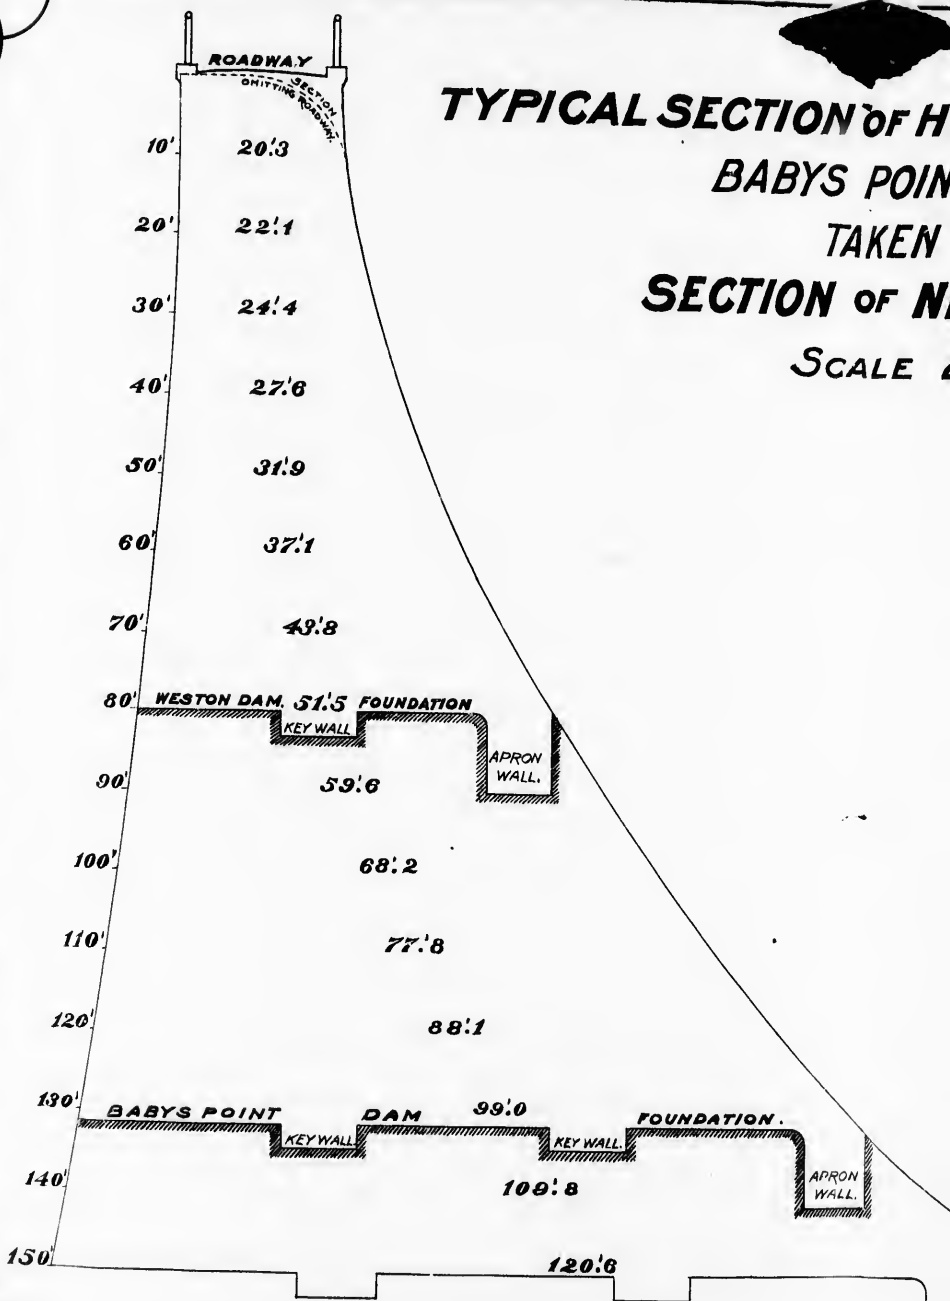 ROADWAY
SECTION
OMITTING ROADWAY.
TYPICAL SECTION OF H
BABYS POIN
TAKEN
SECTION OF N
SCALE
10' 20'.3
20' 22'.1
30' 24'.4
40' 27'.6
50' 31'.9
60' 37'.1
70' 43'.8
80' WESTON DAM. 51'.5 FOUNDATION
KEY WALL
APRON
WALL.
90' 59'.6
100' 68'.2
110' 77'.8
120' 88'.1
130' BABYS POINT DAM 99'.0 FOUNDATION.
KEY WALL. KEY WALL.
APRON
WALL.
140' 109'.8
150' 120'.6